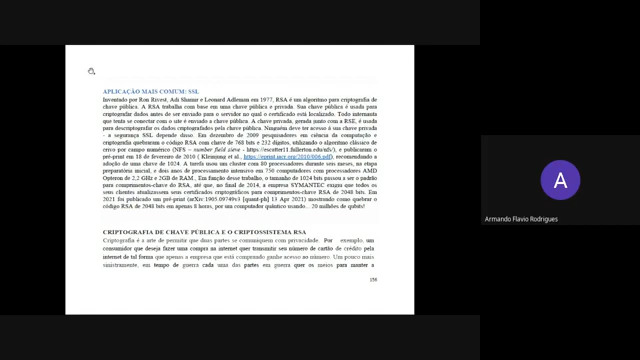 APLICAÇÃO MAIS COMUM: SSL
Inventado por Ron Rivest, Adi Shamir e Leonard Adleman em 1977, RSA é um algoritmo para criptografia de
chave pública. A RSA trabalha com base em uma chave pública e privada. Sua chave pública é usada para
criptografar dados antes de ser enviado para o servidor no qual o certificado está localizado. Todo internauta
que tenta se conectar com o site é enviado a chave pública. A chave privada, gerada junto com a RSE, é usada
para descriptografar os dados criptografados pela chave pública. Ninguém deve ter acesso à uma chave privada
- a segurança SSL depende disso. Em dezembro de 2009 pesquisadores em ciência da computação
criptografia quebraram o código RSA com chave de 768 bits e 232 dígitos, utilizando o algoritmo clássico de
crivo por campo numérico (NFS – number field sieve - https://escatter11.fullerton.edu/nfs/), e publicaram o
pré-print em 18 de fevereiro de 2010 ( Kleinjung et al., https://eprint.iacr.org/2010/006.pdf), recomendando a
adoção de uma chave de 1024. A tarefa usou um cluster com 80 processadores durante seis meses, na etapa
preparatória inicial, e dois anos de processamento intensivo em 750 computadores com processadores AMD
Opteron de 2,2 GHz e 2GB de RAM. Em função desse trabalho, o tamanho de 1024 bits passou a ser o padrão
para comprimentos-chave do RSA, até que, no final de 2014, a empresa SYMANTEC exigiu que todos os
seus clientes atualizassem seus certificados-criptografados para comprimentos-chave RSA de 2048 bits. Em
2021 foi publicado um pré-print (arXiv:1905.09749v3 [quant-ph] 13 Apr 2021) mostrando como quebrar o
código RSA de 2048 bits em apenas 8 horas, por um computador quântico usando... 20 milhões de qubits!
CRIPTOGRAFIA DE CHAVE PÚBLICA E O CRIPTOSSISTEMA RSA
Criptografia é a arte de permitir que duas partes se comuniquem com privacidade. Por exemplo, um
consumidor que deseja fazer uma compra na internet quer transmitir seu número de cartão de crédito pela
internet de tal forma que apenas a empresa que está comprando ganhe acesso ao número. Um pouco mais
sinistramente, em tempo de guerra cada uma das partes em guerra quer os meios para manter a
156
A
Armando Flavio Rodrigues